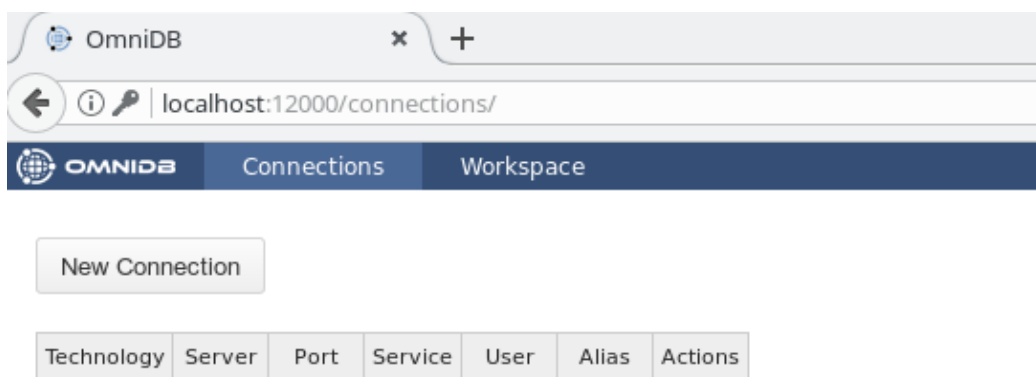 OmniDB
localhost:12000/connections/
OMNIDB Connections Workspace
New Connection
Technology Server Port Service User Alias Actions